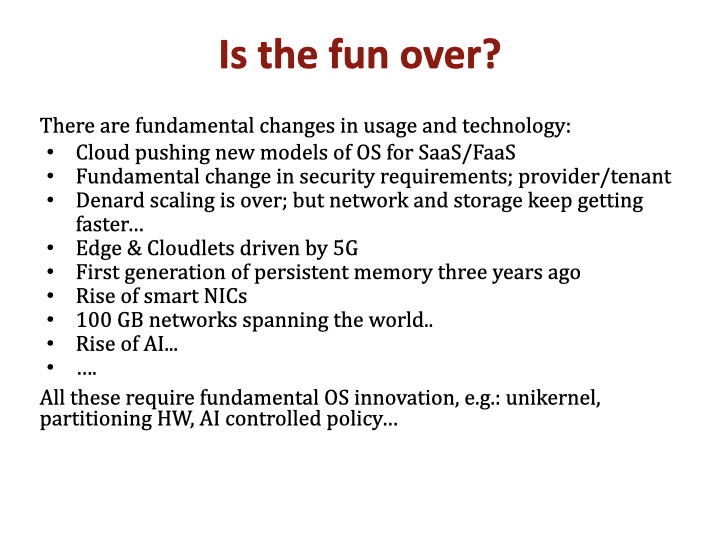 Is the fun over?
There are fundamental changes in usage and technology:
• Cloud pushing new models of OS for SaaS/FaaS
• Fundamental change in security requirements; provider/tenant
• Denard scaling is over; but network and storage keep getting
faster…
• Edge & Cloudlets driven by 5G
• First generation of persistent memory three years ago
• Rise of smart NICs
• 100 GB networks spanning the world..
• Rise of AI…
• ….
All these require fundamental OS innovation, e.g.: unikernel,
partitioning HW, AI controlled policy…